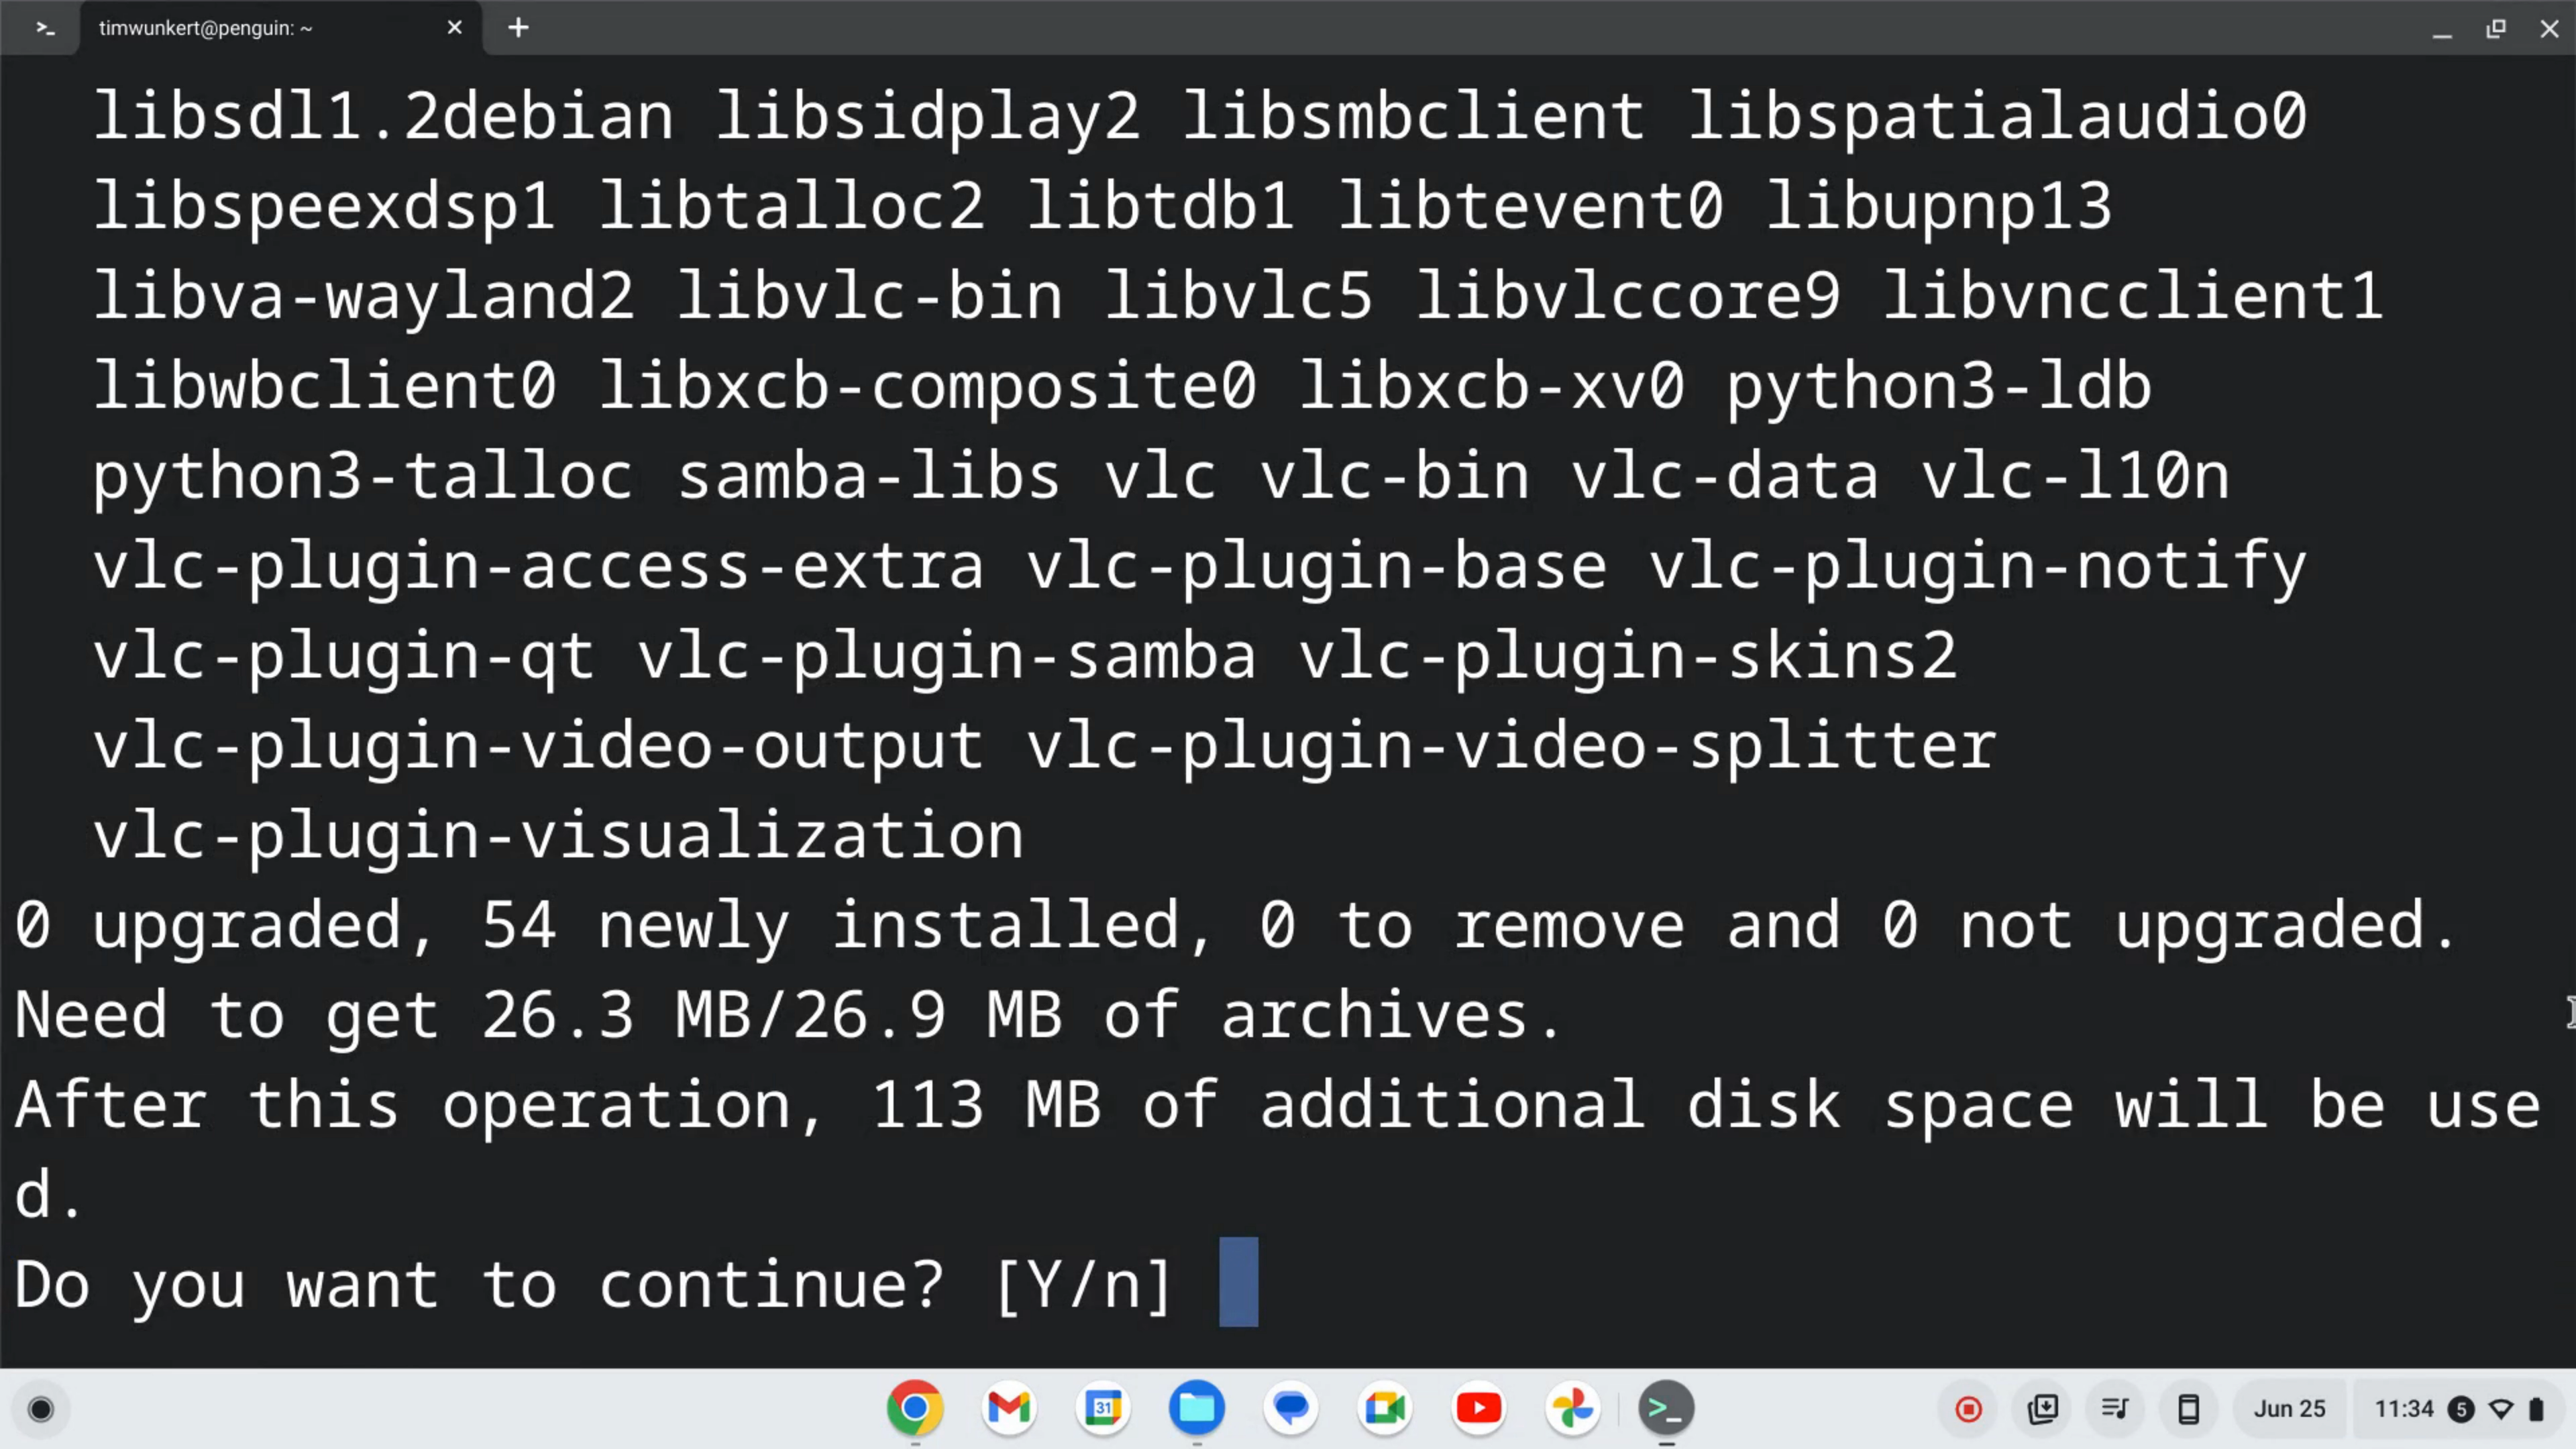 timwunkert@penguin: ~
libsdl1.2debian libsidplay2 libsmbclient libspatialaudio0
libspeexdsp1 libtalloc2 libtdb1 libtevent0 libupnp13
libva-wayland2 libvlc-bin libvlc5 libvlccore9 libvncclient1
libwbclient0 libxcb-composite0 libxcb-xv0 python3-ldb
python3-talloc samba-libs vlc vlc-bin vlc-data vlc-l10n
vlc-plugin-access-extra vlc-plugin-base vlc-plugin-notify
vlc-plugin-qt vlc-plugin-samba vlc-plugin-skins2
vlc-plugin-video-output vlc-plugin-video-splitter
vlc-plugin-visualization
0 upgraded, 54 newly installed, 0 to remove and 0 not upgraded.
Need to get 26.3 MB/26.9 MB of archives.
After this operation, 113 MB of additional disk space will be use
d.
Do you want to continue? [Y/n]
31
Jun 25
11:34 5